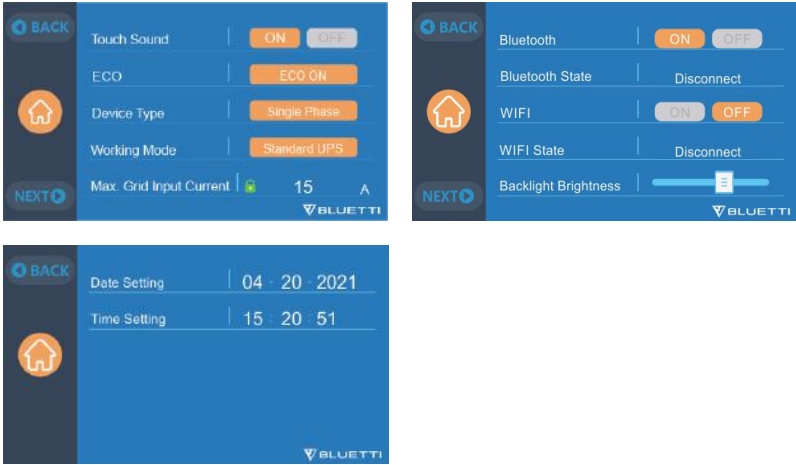 BACK
Touch Sound ON OFF
ECO ECO ON
Device Type Single Phase
Working Mode Standard UPS
Max. Grid Input Current 15 A
NEXT
BLUETTI
BACK
Bluetooth ON OFF
Bluetooth State Disconnect
WIFI ON OFF
WIFI State Disconnect
Backlight Brightness
NEXT
BLUETTI
BACK
Date Setting 04 - 20 - 2021
Time Setting 15 : 20 : 51
BLUETTI